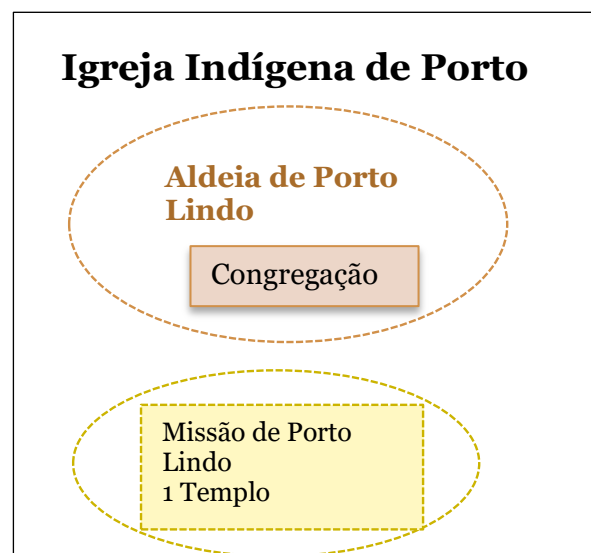 Igreja Indígena de Porto
Aldeia de Porto
Lindo
Congregação
Missão de Porto
Lindo
1 Templo